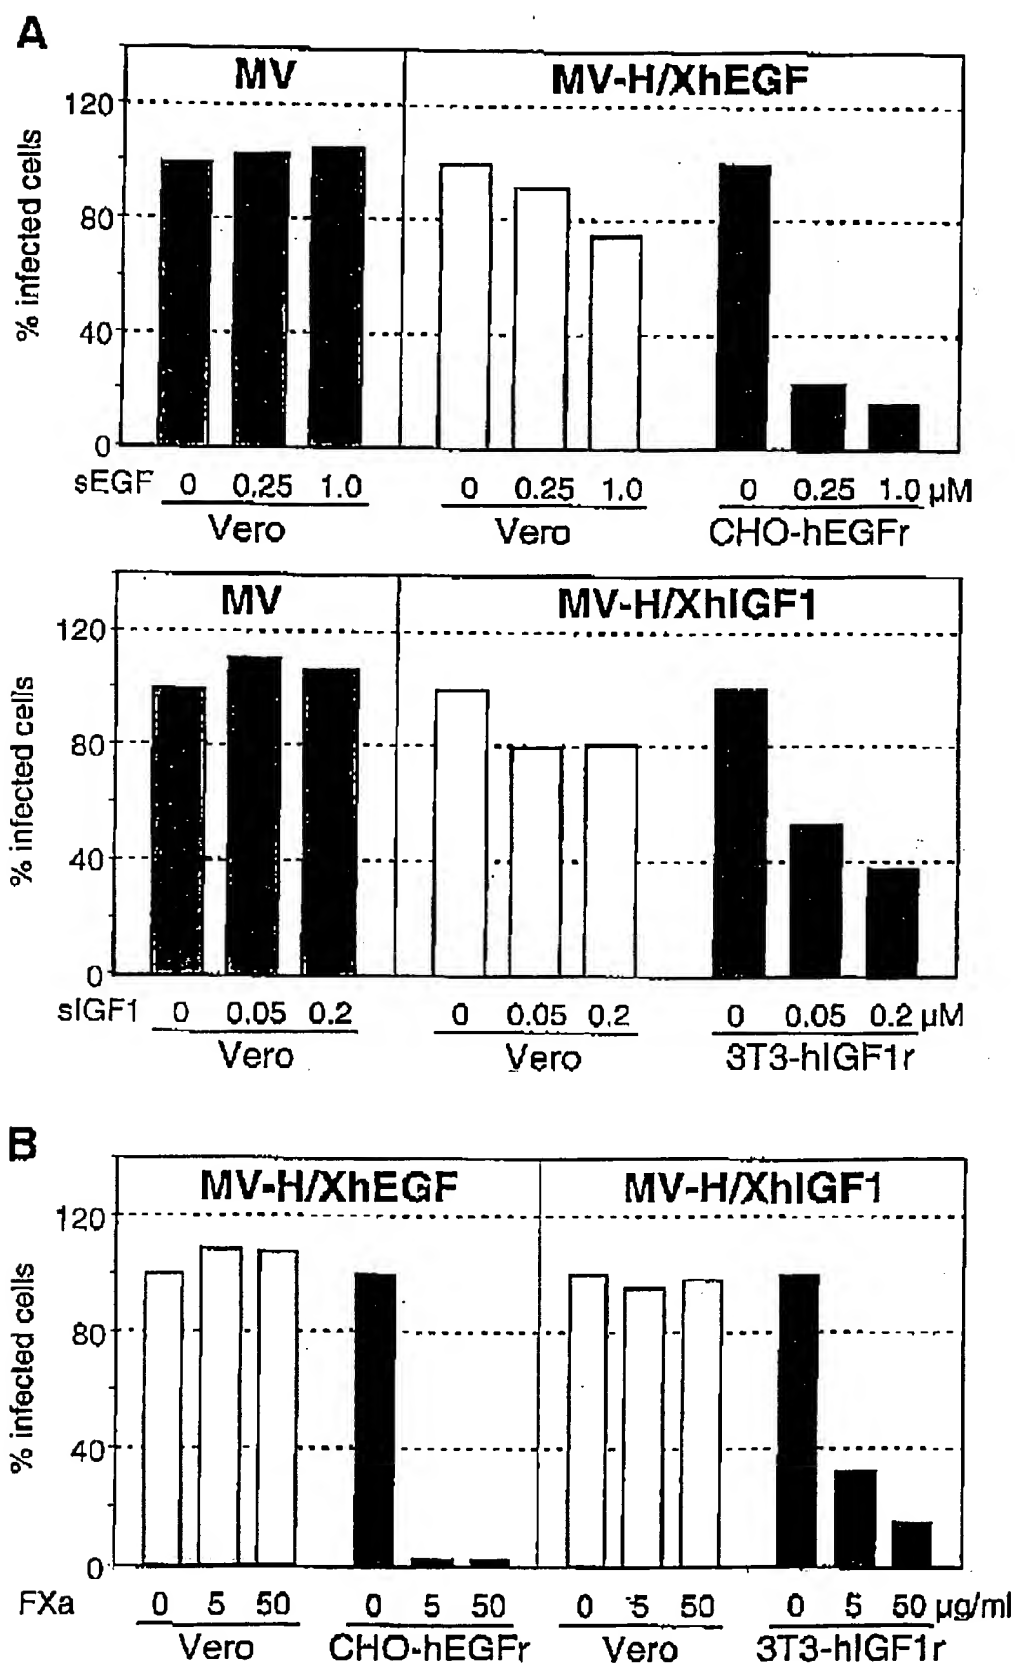 A
MV MV-H/XhEGF
120
80
40
0
% infected cells
sEGF 0 0.25 1.0 0 0.25 1.0 0 0.25 1.0 µM
Vero Vero CHO-hEGFr
MV MV-H/XhIGF1
120
80
40
0
% infected cells
sIGF1 0 0.05 0.2 0 0.05 0.2 0 0.05 0.2 µM
Vero Vero 3T3-hIGF1r
B
MV-H/XhEGF MV-H/XhIGF1
120
80
40
0
% infected cells
FXa 0 5 50 0 5 50 0 5 50 0 5 50 µg/ml
Vero CHO-hEGFr Vero 3T3-hIGF1r